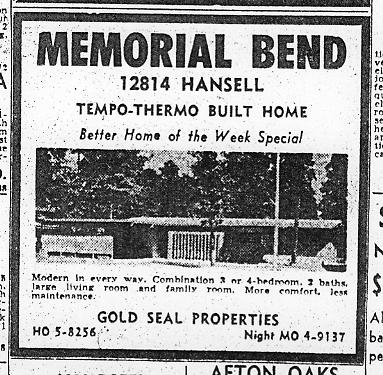 MEMORIAL BEND
12814 HANSELL
TEMPO-THERMO BUILT HOME
Better Home of the Week Special
Modern in every way. Combination 3 or 4-bedroom, 2 baths,
large living room and family room. More comfort, less
maintenance.
GOLD SEAL PROPERTIES
HO 5-8256 Night MO 4-9137
AFTON OAKS